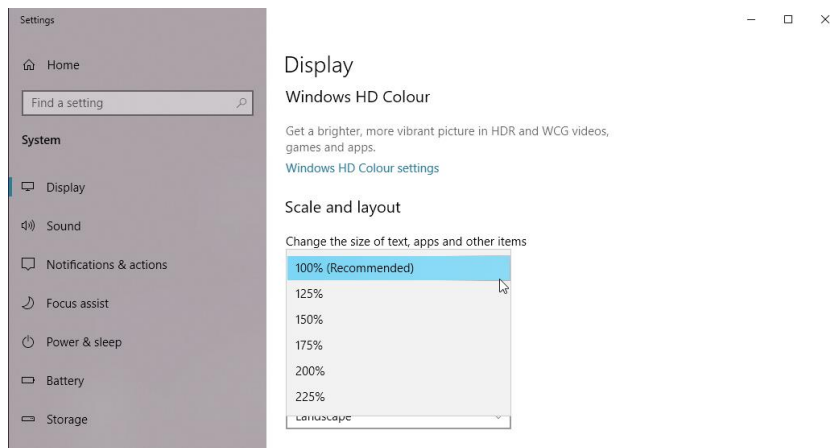 Settings
Home
Find a setting
System
Display
Sound
Notifications & actions
Focus assist
Power & sleep
Battery
Storage
Display
Windows HD Colour
Get a brighter, more vibrant picture in HDR and WCG videos,
games and apps.
Windows HD Colour settings
Scale and layout
Change the size of text, apps and other items
100% (Recommended)
125%
150%
175%
200%
225%
Landscape